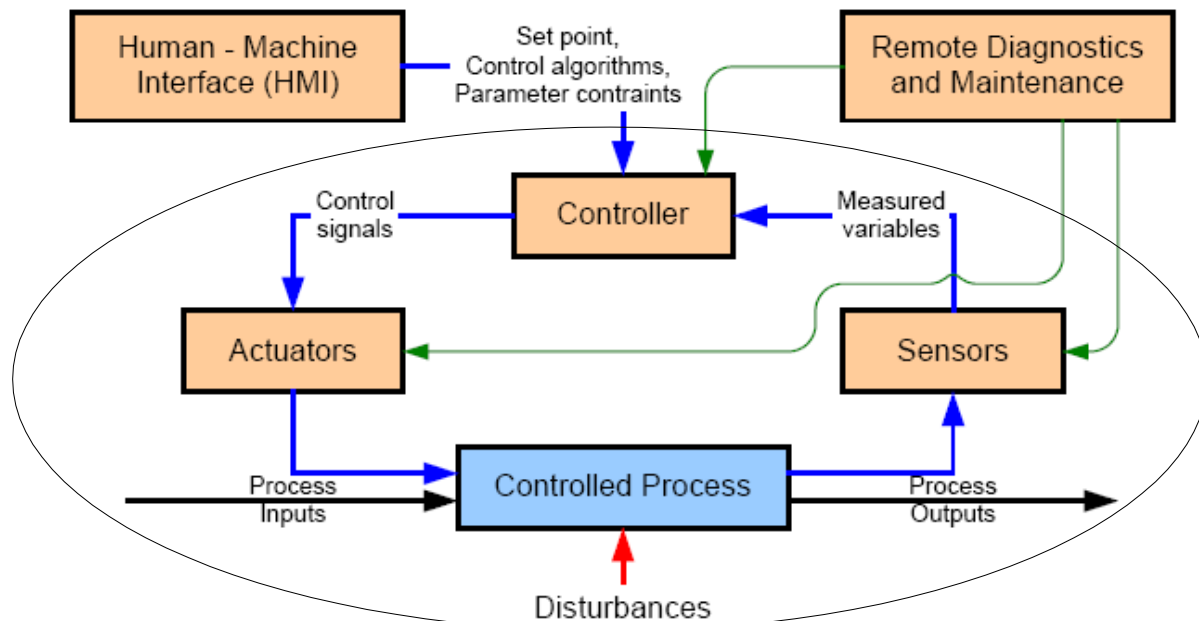 Human - Machine
Interface (HMI)
Set point,
Control algorithms,
Parameter contraints
Remote Diagnostics
and Maintenance
Control
signals
Controller
Measured
variables
Actuators
Sensors
Process
Inputs
Controlled Process
Process
Outputs
Disturbances